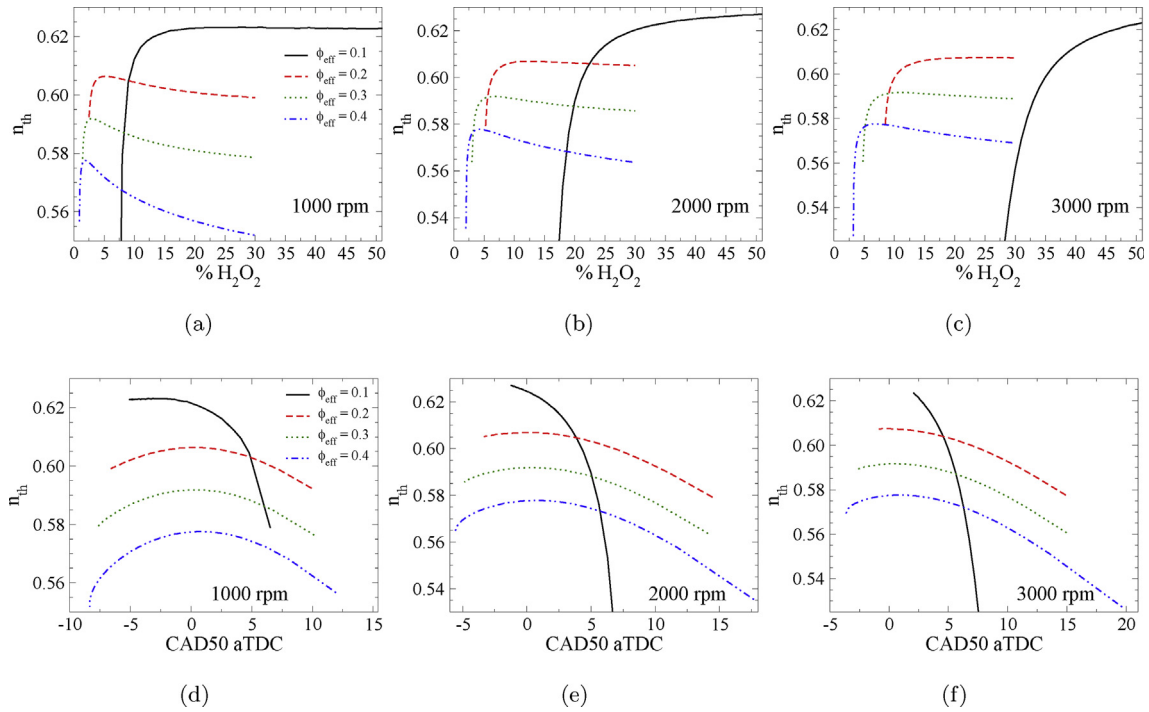 0.62
0.60
0.58
0.56
n_th
ϕ_eff = 0.1
ϕ_eff = 0.2
ϕ_eff = 0.3
ϕ_eff = 0.4
1000 rpm
0 5 10 15 20 25 30 35 40 45 50
% H₂O₂
(a)
0.62
0.60
0.58
0.56
0.54
n_th
2000 rpm
0 5 10 15 20 25 30 35 40 45 50
% H₂O₂
(b)
0.62
0.60
0.58
0.56
0.54
n_th
3000 rpm
0 5 10 15 20 25 30 35 40 45 50
% H₂O₂
(c)
0.62
0.60
0.58
0.56
n_th
ϕ_eff = 0.1
ϕ_eff = 0.2
ϕ_eff = 0.3
ϕ_eff = 0.4
1000 rpm
-10 -5 0 5 10 15
CAD50 aTDC
(d)
0.62
0.60
0.58
0.56
0.54
n_th
2000 rpm
-5 0 5 10 15
CAD50 aTDC
(e)
0.62
0.60
0.58
0.56
0.54
n_th
3000 rpm
-5 0 5 10 15 20
CAD50 aTDC
(f)